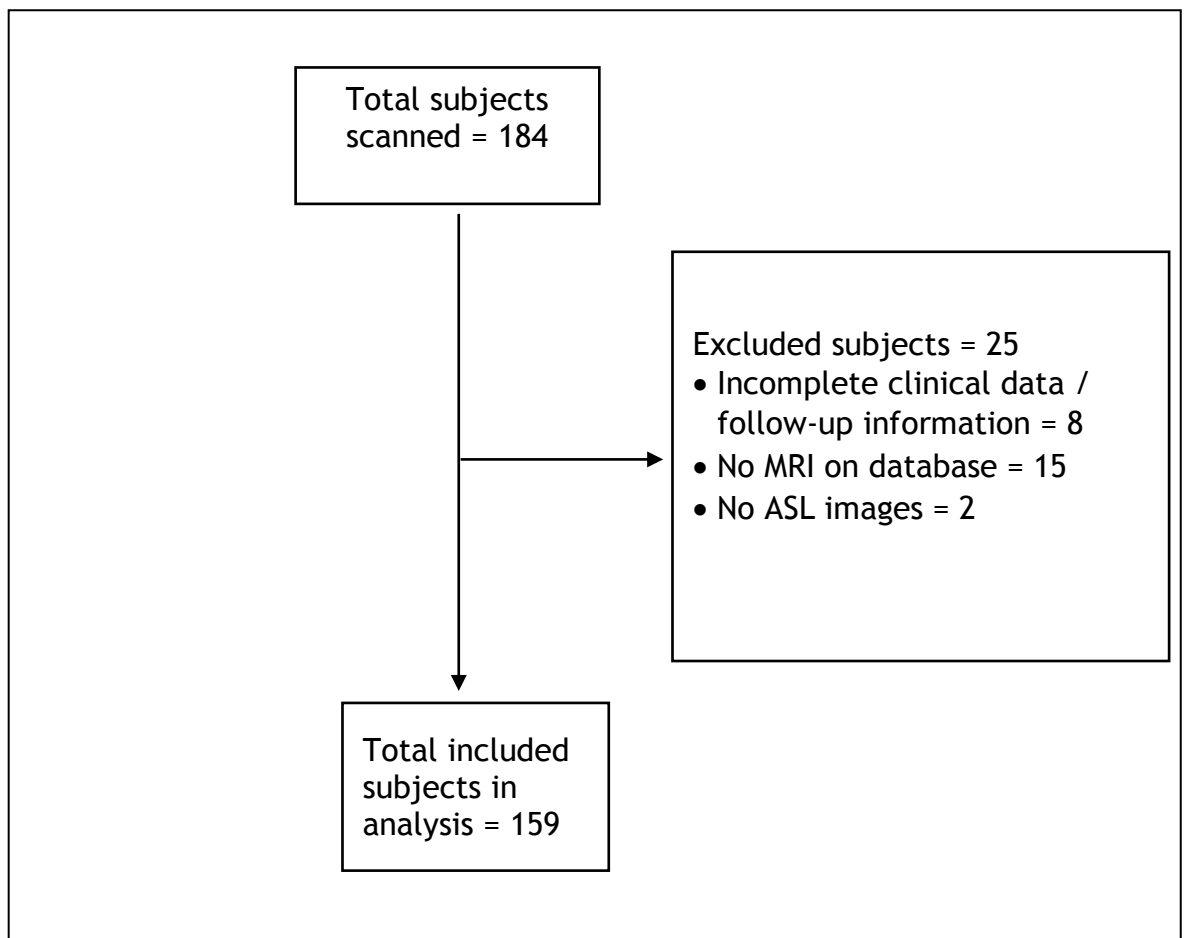 Total subjects
scanned = 184
Excluded subjects = 25
• Incomplete clinical data /
follow-up information = 8
• No MRI on database = 15
• No ASL images = 2
Total included
subjects in
analysis = 159